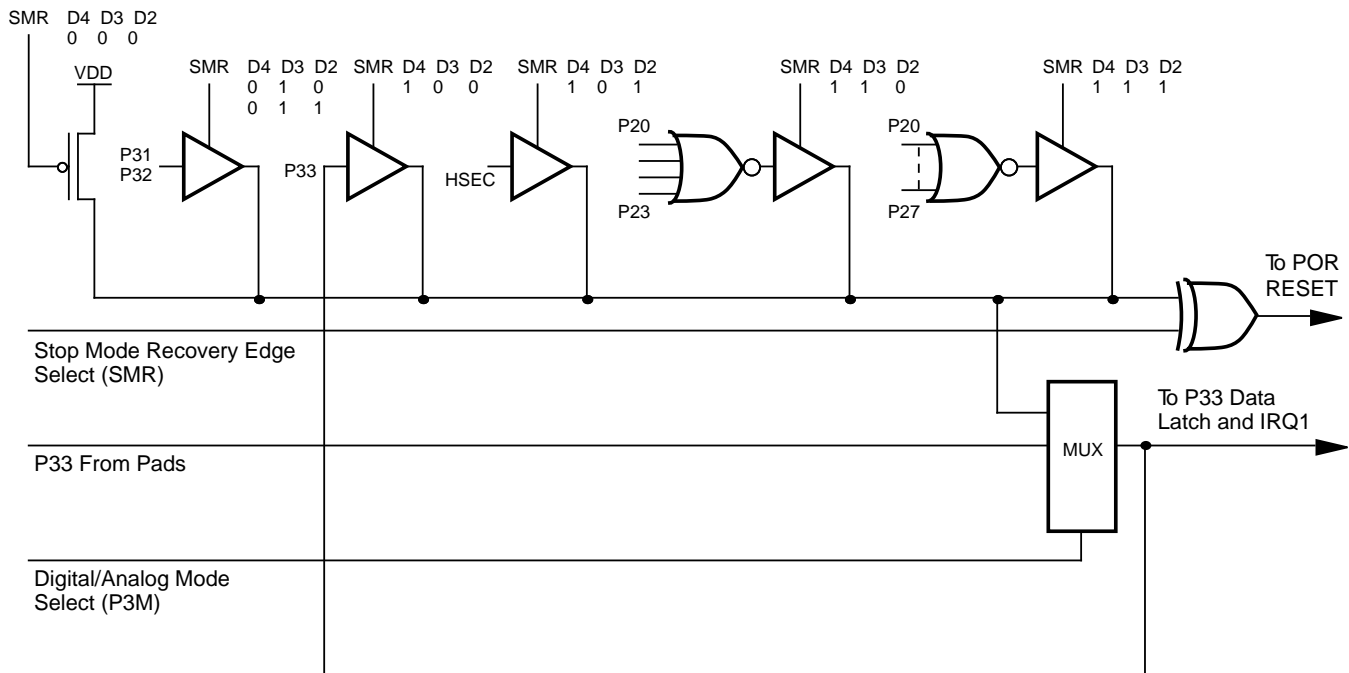 SMR D4 D3 D2
0 0 0
VDD
SMR D4 D3 D2
0 1 0
0 1 1
SMR D4 D3 D2
1 0 0
SMR D4 D3 D2
1 0 1
SMR D4 D3 D2
1 1 0
SMR D4 D3 D2
1 1 1
P31
P32
P33
HSEC
P20
P23
P20
P27
To POR
RESET
Stop Mode Recovery Edge
Select (SMR)
To P33 Data
Latch and IRQ1
MUX
P33 From Pads
Digital/Analog Mode
Select (P3M)